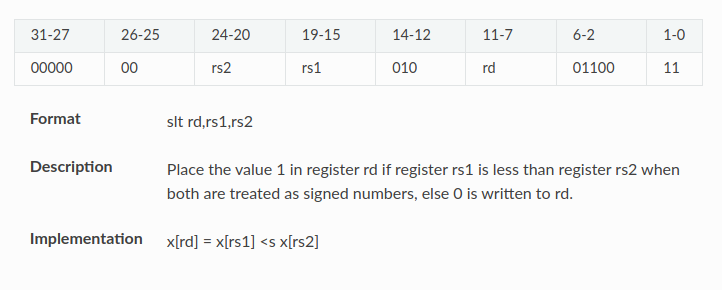 31-27 26-25 24-20 19-15 14-12 11-7 6-2 1-0
00000 00 rs2 rs1 010 rd 01100 11
Format slt rd,rs1,rs2
Description Place the value 1 in register rd if register rs1 is less than register rs2 when
both are treated as signed numbers, else 0 is written to rd.
Implementation x[rd] = x[rs1] <s x[rs2]